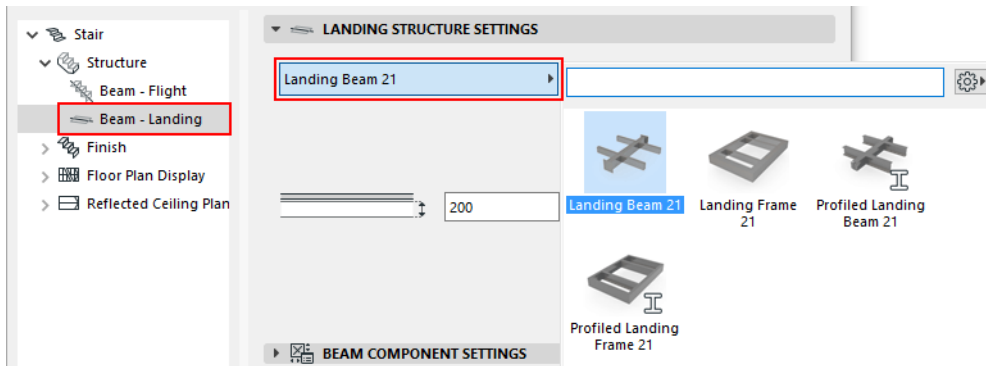 Stair
Structure
Beam - Flight
Beam - Landing
Finish
Floor Plan Display
Reflected Ceiling Plan
LANDING STRUCTURE SETTINGS
Landing Beam 21
200
BEAM COMPONENT SETTINGS
Landing Beam 21
Landing Frame
21
Profiled Landing
Beam 21
Profiled Landing
Frame 21